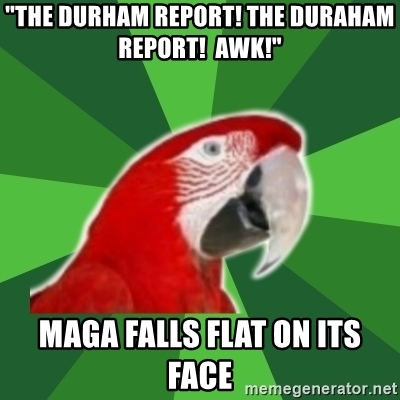 "THE DURHAM REPORT! THE DURAHAM
REPORT!  AWK!"
MAGA FALLS FLAT ON ITS
FACE
memegenerator.net